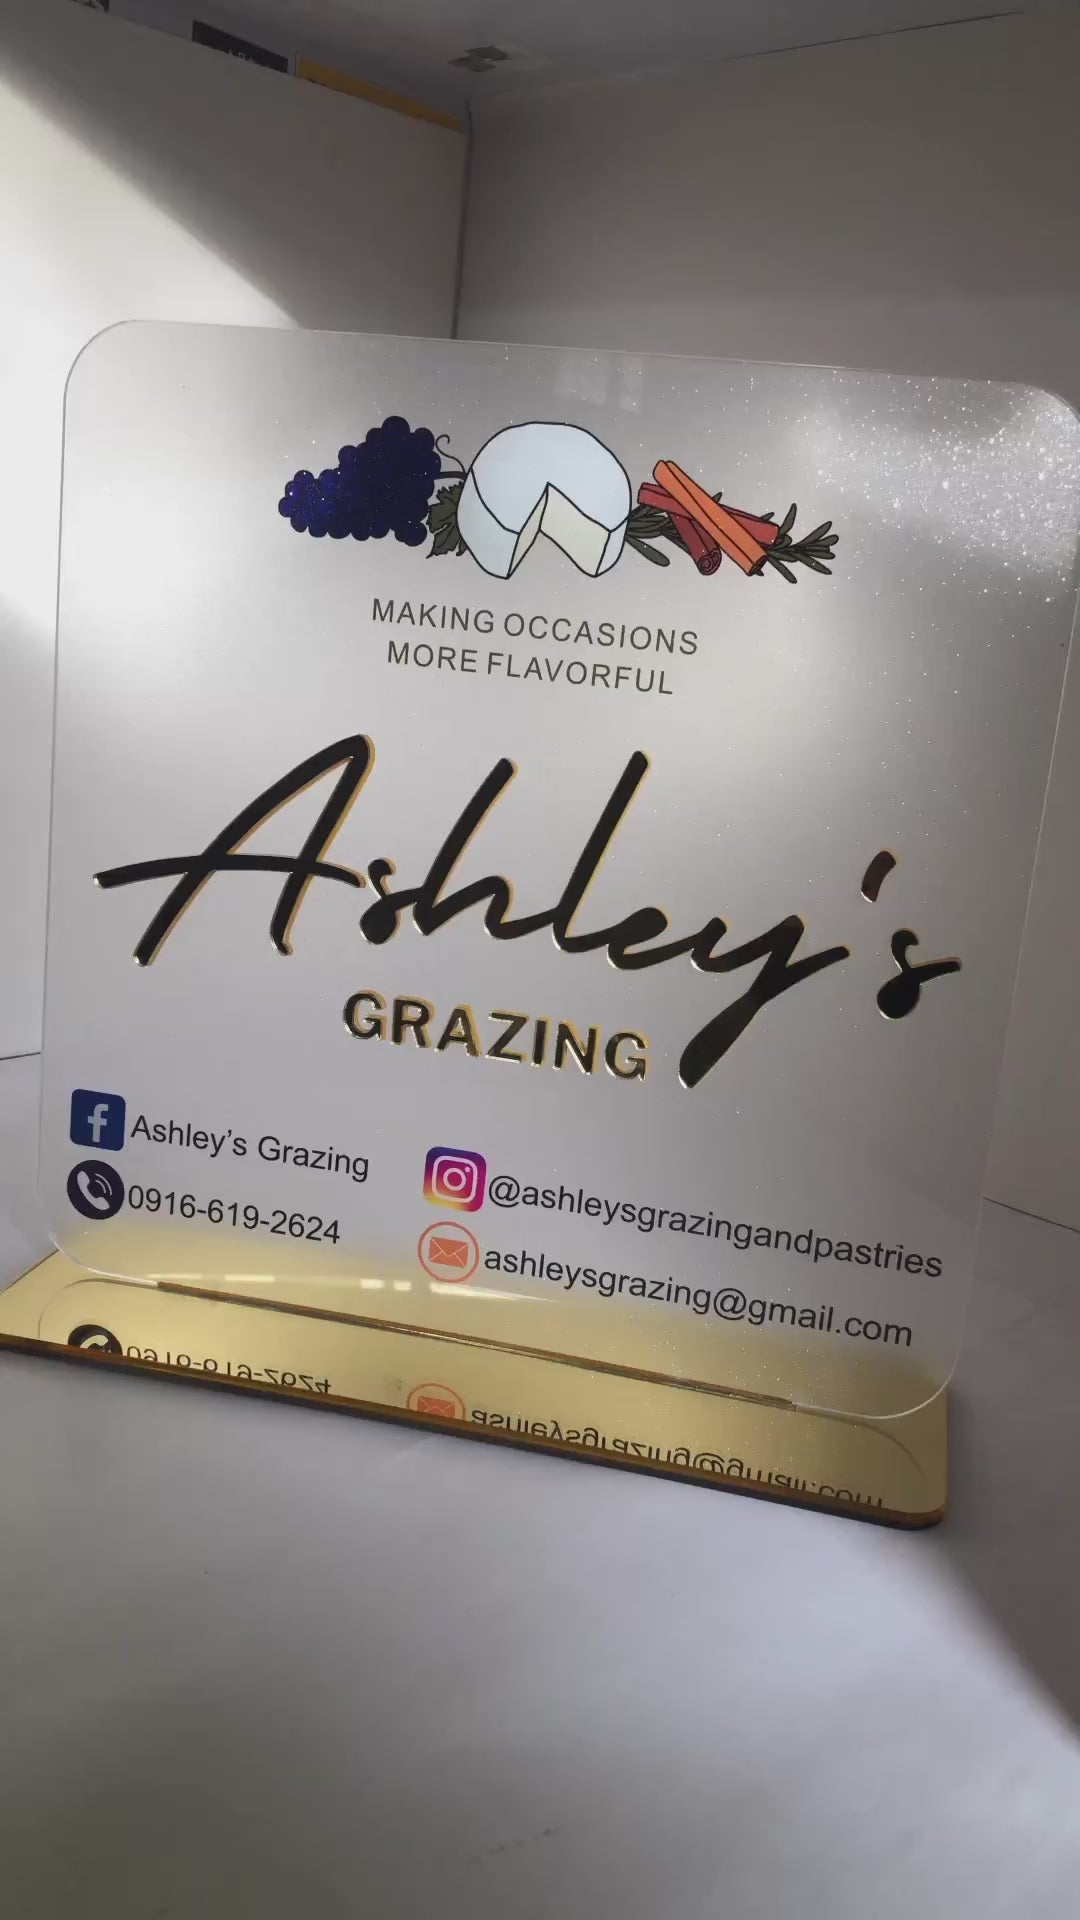 MAKING OCCASIONS
MORE FLAVORFUL
Ashley's
GRAZING
Ashley's Grazing
0916-619-2624
@ashleysgrazingandpastries
ashleysgrazing@gmail.com